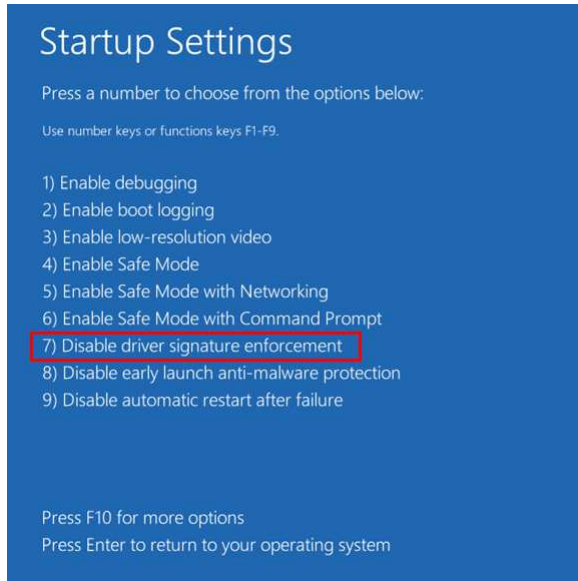 Startup Settings
Press a number to choose from the options below:
Use number keys or functions keys F1-F9.
1) Enable debugging
2) Enable boot logging
3) Enable low-resolution video
4) Enable Safe Mode
5) Enable Safe Mode with Networking
6) Enable Safe Mode with Command Prompt
7) Disable driver signature enforcement
8) Disable early launch anti-malware protection
9) Disable automatic restart after failure
Press F10 for more options
Press Enter to return to your operating system